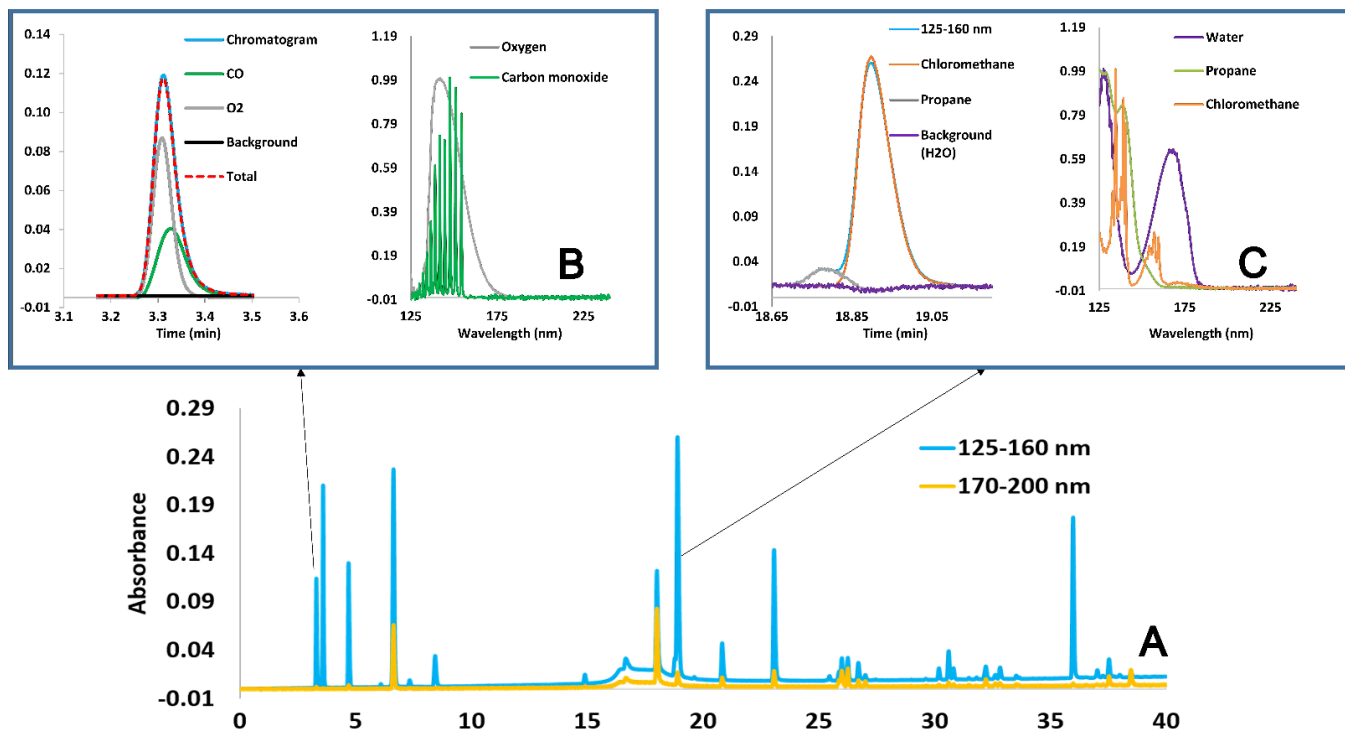 0.14
0.12
0.10
0.08
0.06
0.04
0.02
-0.01
Chromatogram
CO
O2
Background
Total
3.1 3.2 3.3 3.4 3.5 3.6
Time (min)
1.19
0.99
0.79
0.59
0.39
0.19
-0.01
Oxygen
Carbon monoxide
B
125 175 225
Wavelength (nm)
0.29
0.24
0.19
0.14
0.09
0.04
-0.01
125-160 nm
Chloromethane
Propane
Background
(H2O)
18.65 18.85 19.05
Time (min)
1.19
0.99
0.79
0.59
0.39
0.19
-0.01
Water
Propane
Chloromethane
C
125 175 225
Wavelength (nm)
Absorbance
0.29
0.24
0.19
0.14
0.09
0.04
-0.01
125-160 nm
170-200 nm
A
0 5 10 15 20 25 30 35 40